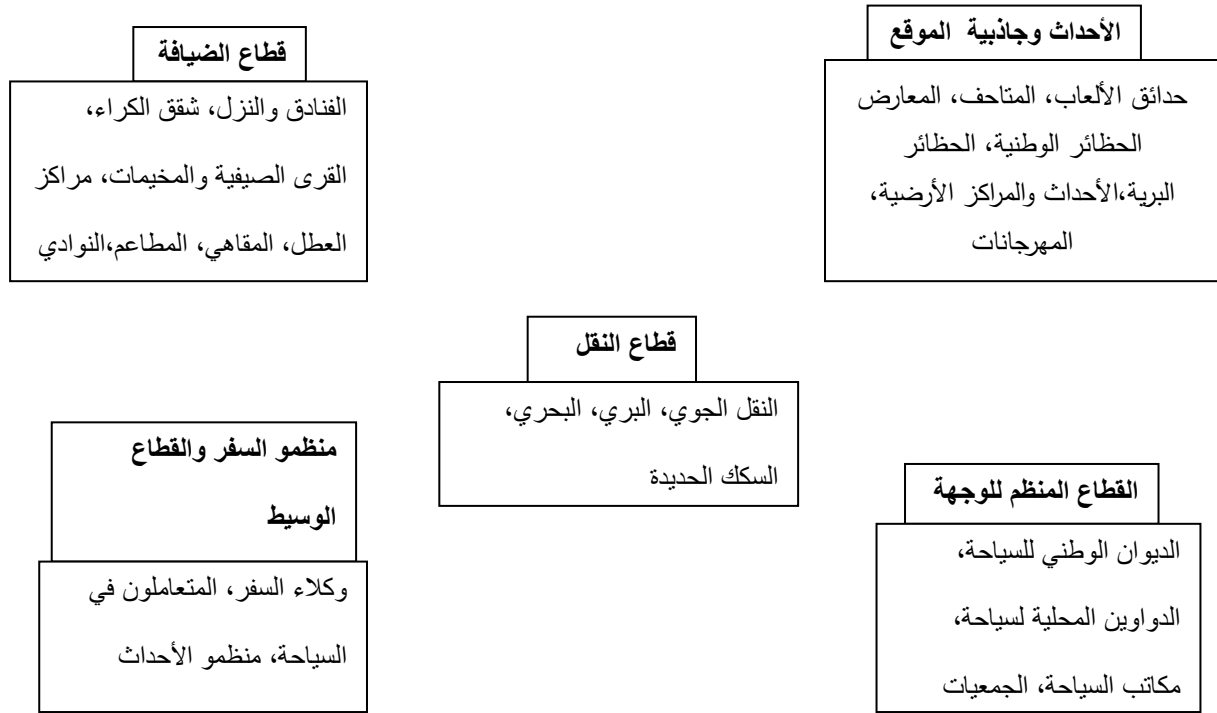 الأحداث وجاذبية الموقع
حدائق الألعاب، المتاحف، المعارض
الحظائر الوطنية، الحظائر
البرية،الأحداث والمراكز الأرضية،
المهرجانات
قطاع الضيافة
الفنادق والنزل، شقق الكراء،
القرى الصيفية والمخيمات، مراكز
العطل، المقاهي، المطاعم،النوادي
قطاع النقل
النقل الجوي، البري، البحري،
السكك الحديدة
القطاع المنظم للوجهة
الديوان الوطني للسياحة،
الدواوين المحلية لسياحة،
مكاتب السياحة، الجمعيات
منظمو السفر والقطاع
الوسيط
وكلاء السفر، المتعاملون في
السياحة، منظمو الأحداث